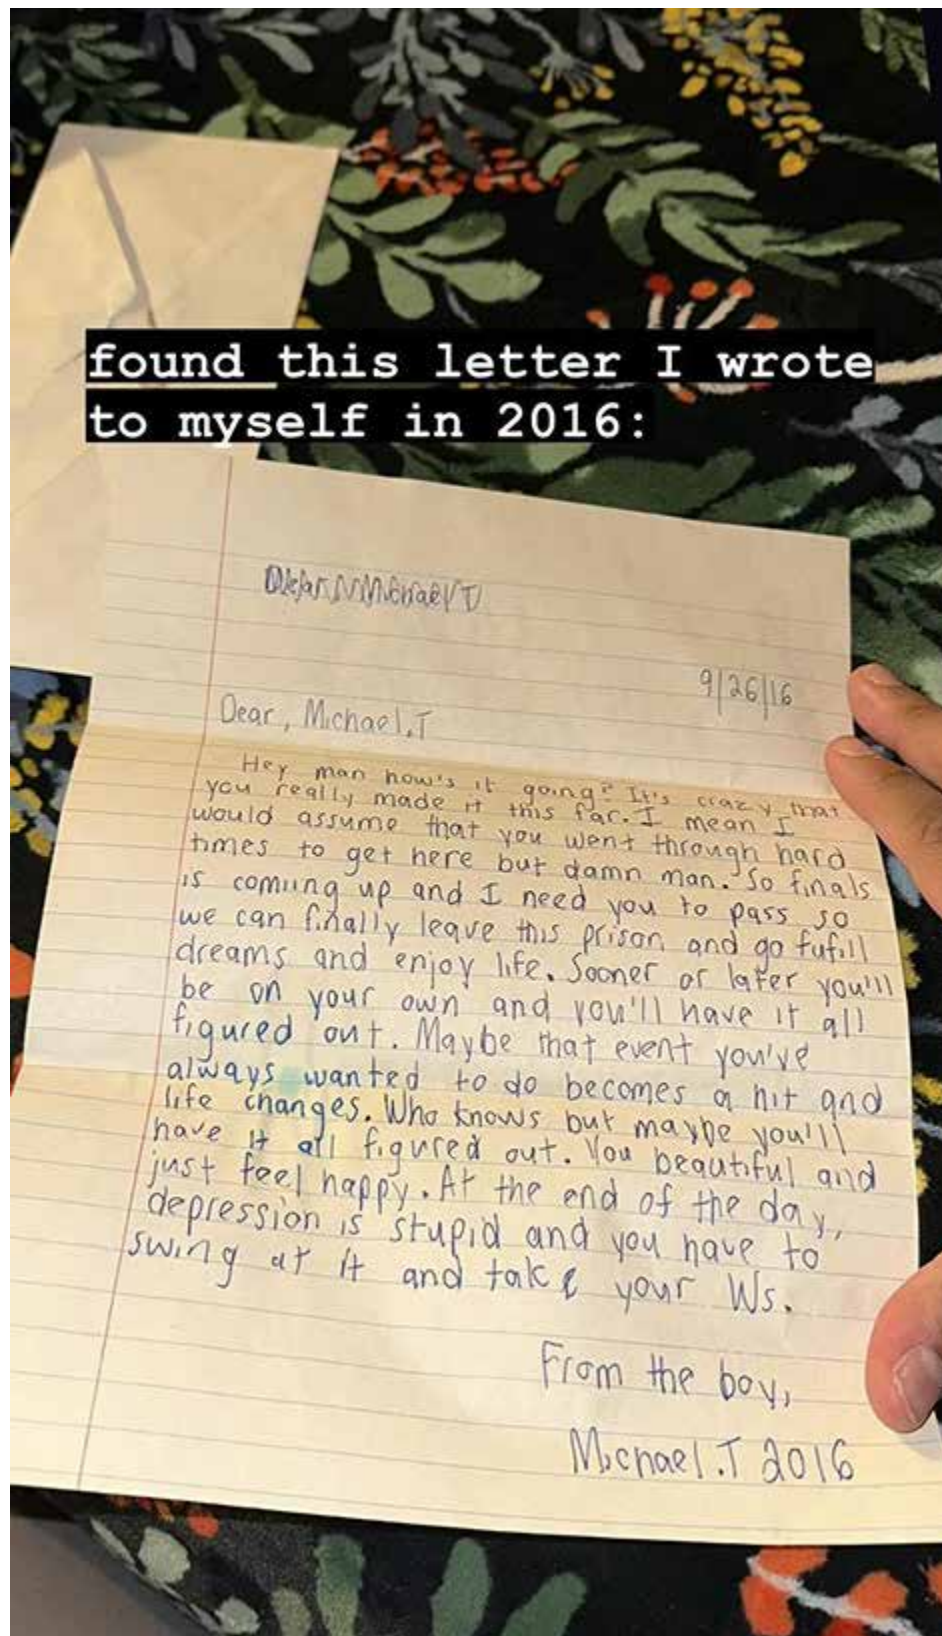 found this letter I wrote
to myself in 2016:
9/26/16
Dear, Michael.T
Hey man how's it going? It's crazy that
you really made it this far. I mean I
would assume that you went through hard
times to get here but damn man. So finals
is comiing up and I need you to pass so
we can finally leave this prison and go fufill
dreams and enjoy life. Sooner or later you'll
be on your own and you'll have it all
figured out. Maybe that event you've
always wanted to do becomes a hit and
life changes. Who knows but maybe you'll
have it all figured out. You beautiful and
just feel happy. At the end of the day,
depression is stupid and you have to
swing at it and take your Ws.
From the boy,
Michael.T 2016